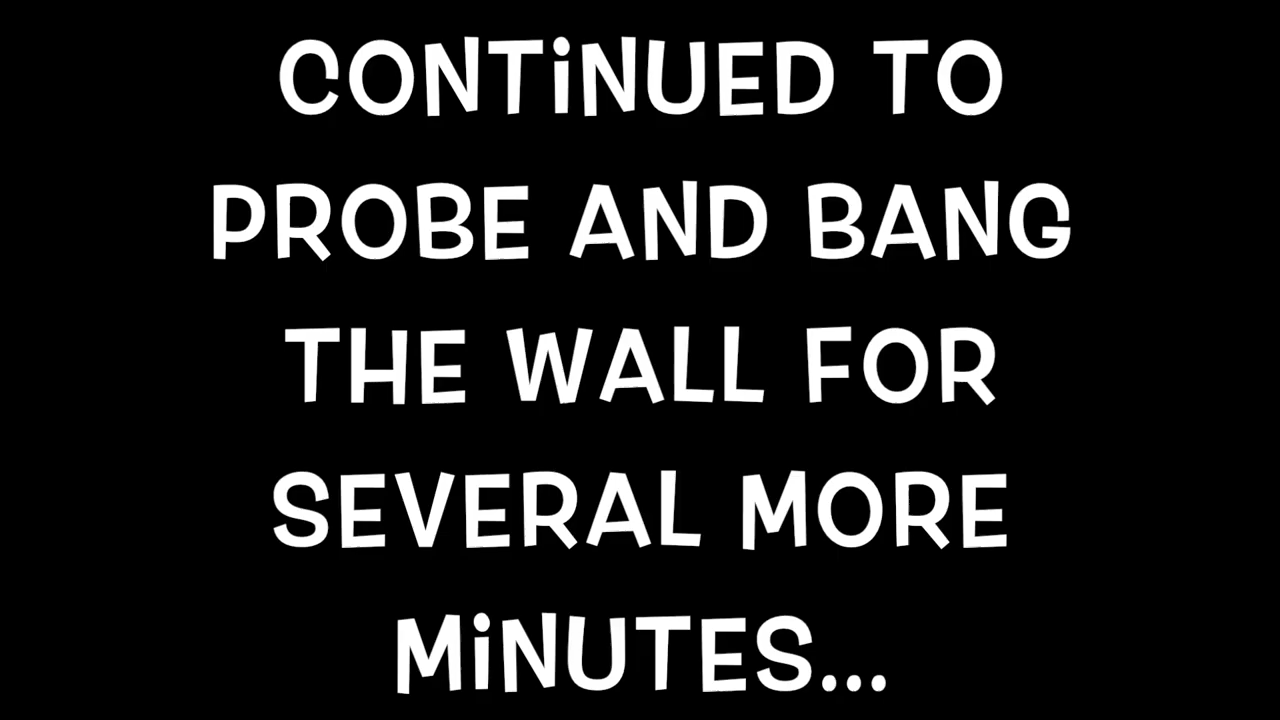 CONTiNUED TO
PROBE AND BANG
THE WALL FOR
SEVERAL MORE
MiNUTES...